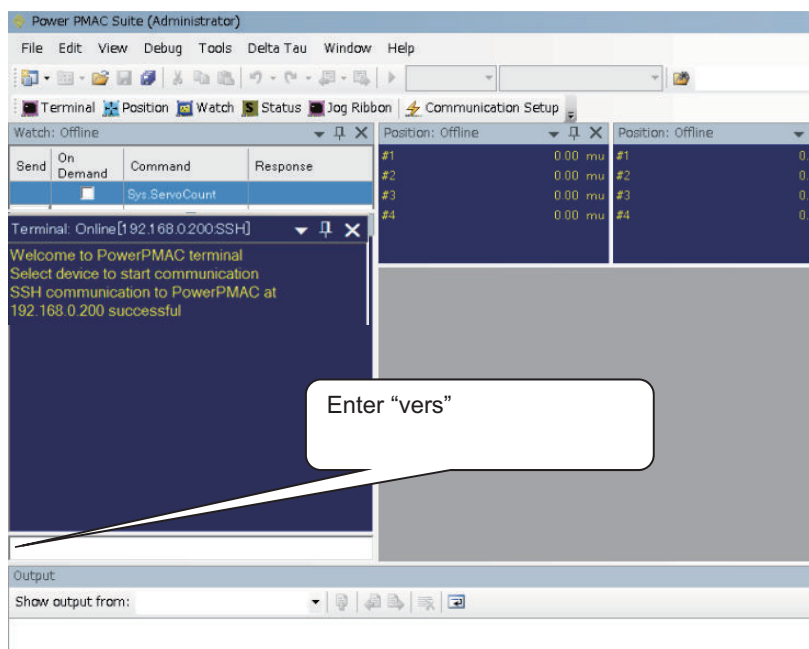 Power PMAC Suite (Administrator)
File Edit View Debug Tools Delta Tau Window Help
Terminal Position Watch Status Jog Ribbon Communication Setup
Watch: Offline
Send On Demand Command Response
Sys.ServoCount
Terminal: Online[192.168.0.200:SSH]
Welcome to PowerPMAC terminal
Select device to start communication
SSH communication to PowerPMAC at
192.168.0.200 successful
Position: Offline
#1 0.00 mu
#2 0.00 mu
#3 0.00 mu
#4 0.00 mu
Position: Offline
#1 0.
#2 0.
#3 0.
#4 0.
Enter “vers”
Output
Show output from: